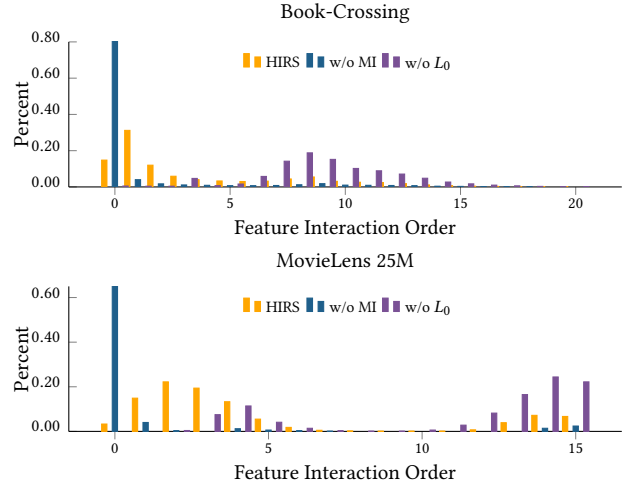 Book-Crossing
Percent
0.80
0.60
0.40
0.20
0.00
HIRS w/o MI w/o L₀
0 5 10 15 20
Feature Interaction Order
MovieLens 25M
Percent
0.60
0.40
0.20
0.00
HIRS w/o MI w/o L₀
0 5 10 15
Feature Interaction Order